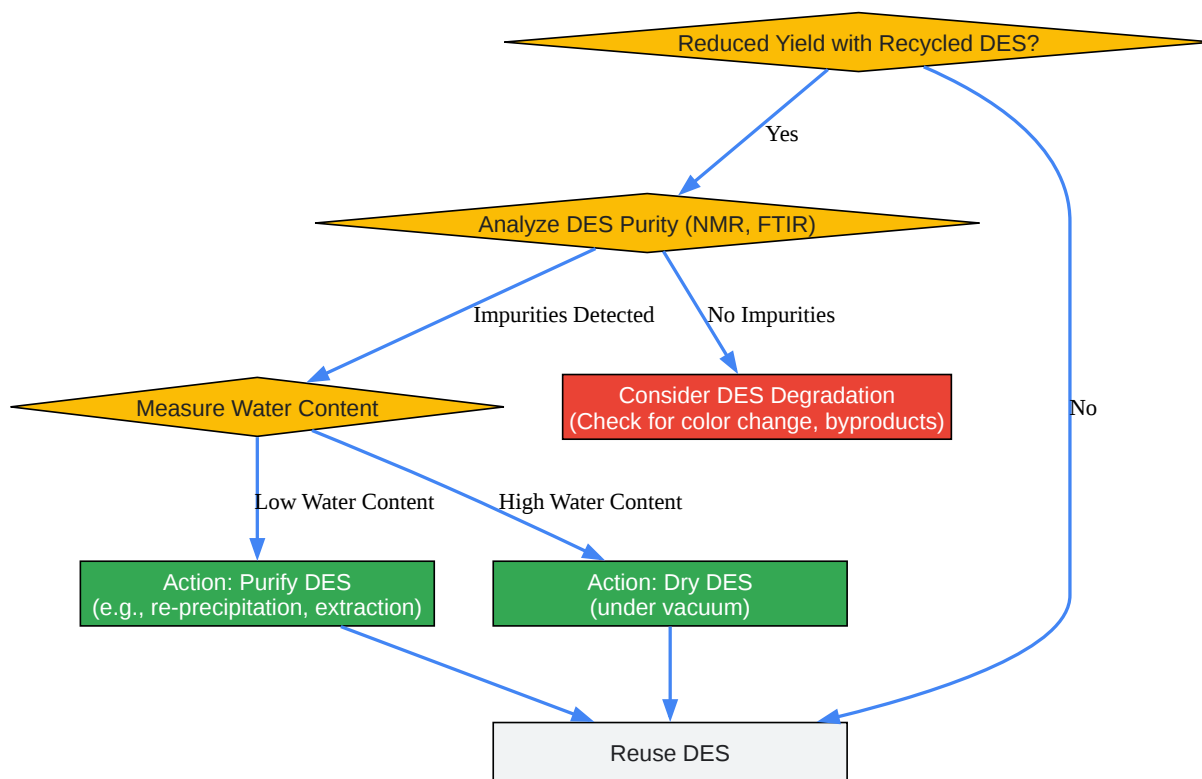 Reduced Yield with Recycled DES?
Yes
Analyze DES Purity (NMR, FTIR)
Impurities Detected
No Impurities
Consider DES Degradation
(Check for color change, byproducts)
Measure Water Content
No
Low Water Content
High Water Content
Action: Purify DES
(e.g., re-precipitation, extraction)
Action: Dry DES
(under vacuum)
Reuse DES